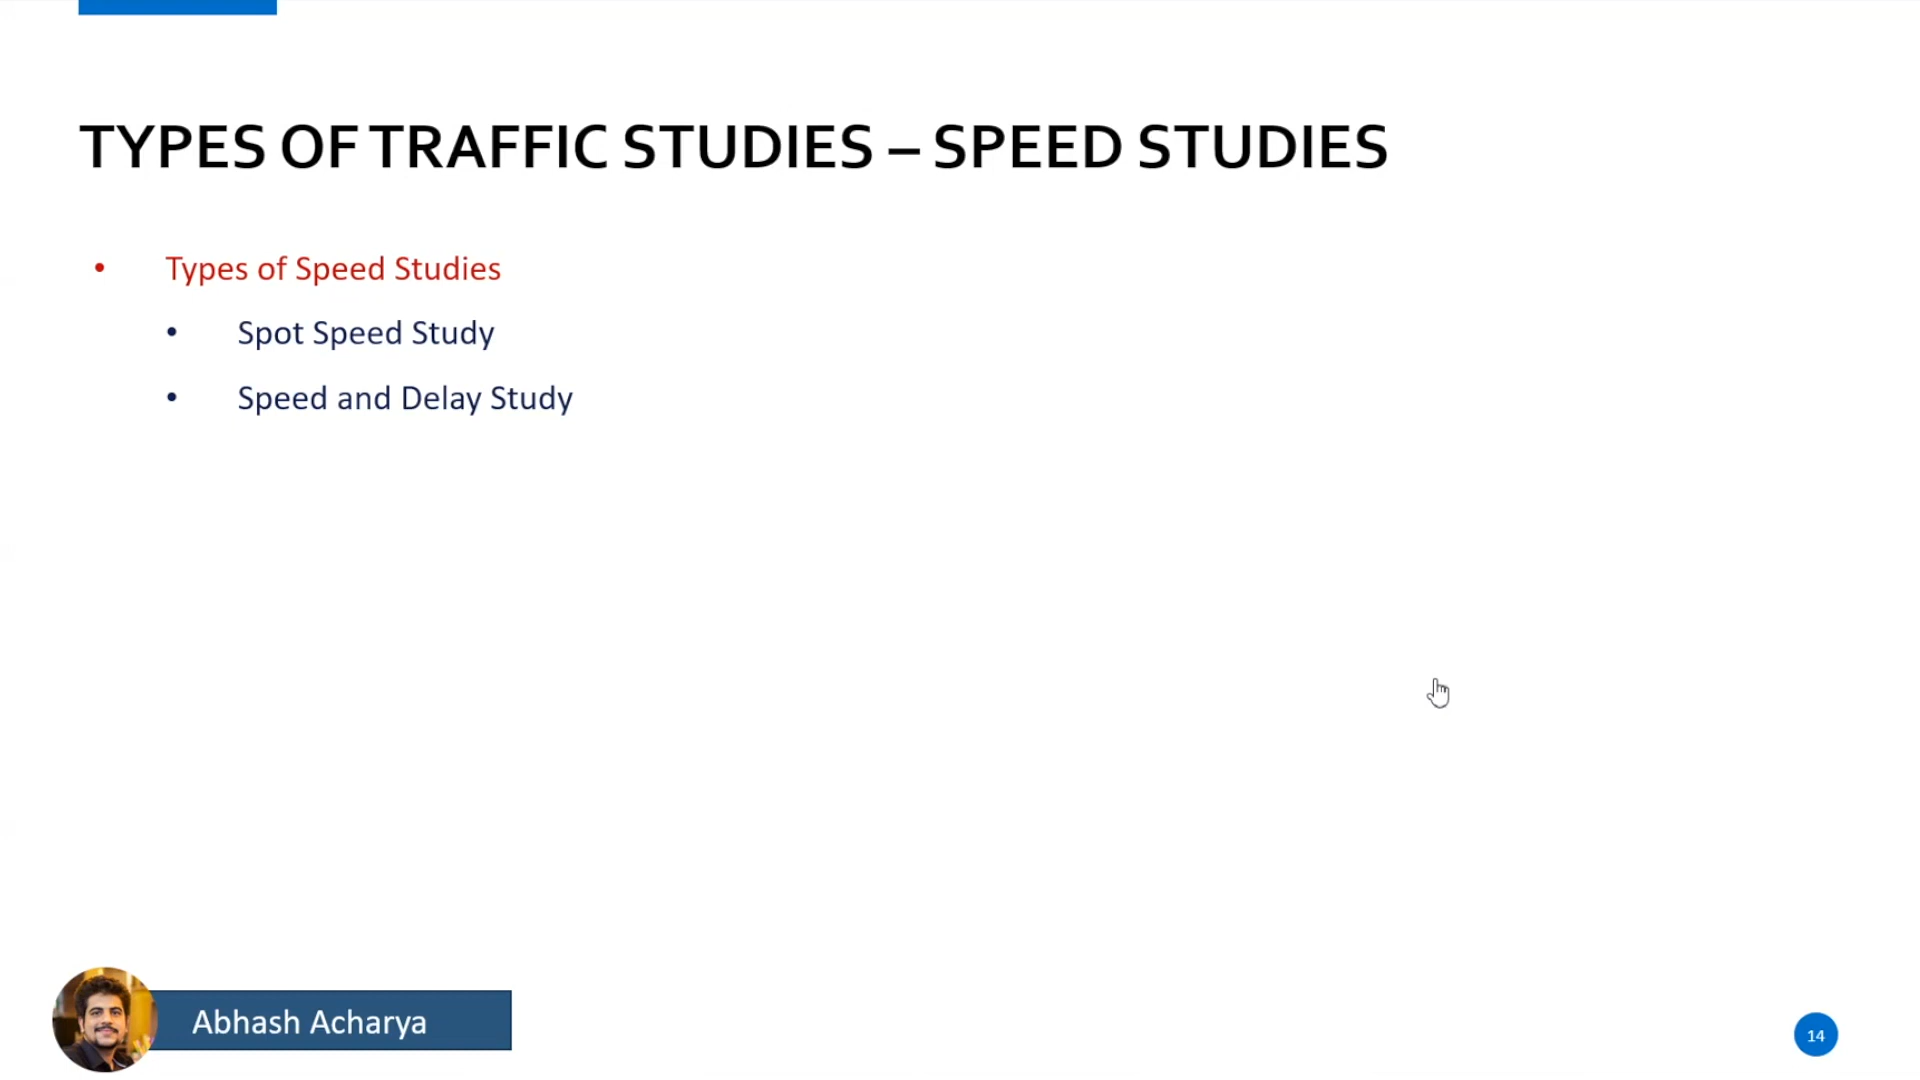 TYPES OF TRAFFIC STUDIES – SPEED STUDIES
• Types of Speed Studies
• Spot Speed Study
• Speed and Delay Study
Abhash Acharya
14